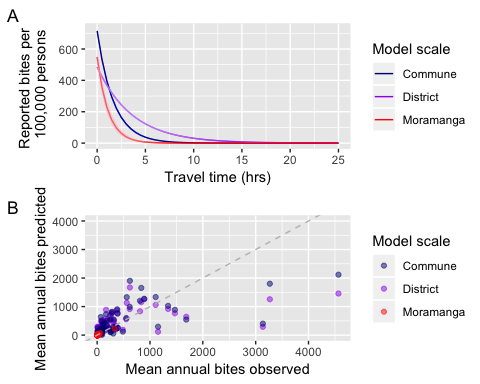 A
Reported bites per
100,000 persons
600
400
200
0
0 5 10 15 20 25
Travel time (hrs)
Model scale
Commune
District
Moramanga
B
Mean annual bites predicted
4000
3000
2000
1000
0
0 1000 2000 3000 4000
Mean annual bites observed
Model scale
Commune
District
Moramanga